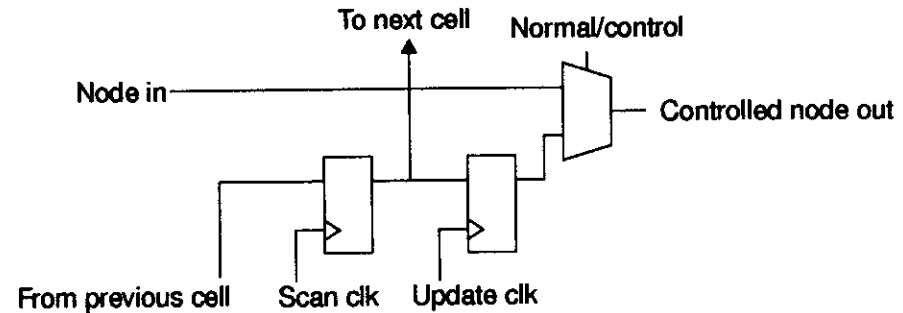 To next cell
Normal/control
Node in
Controlled node out
From previous cell
Scan clk
Update clk